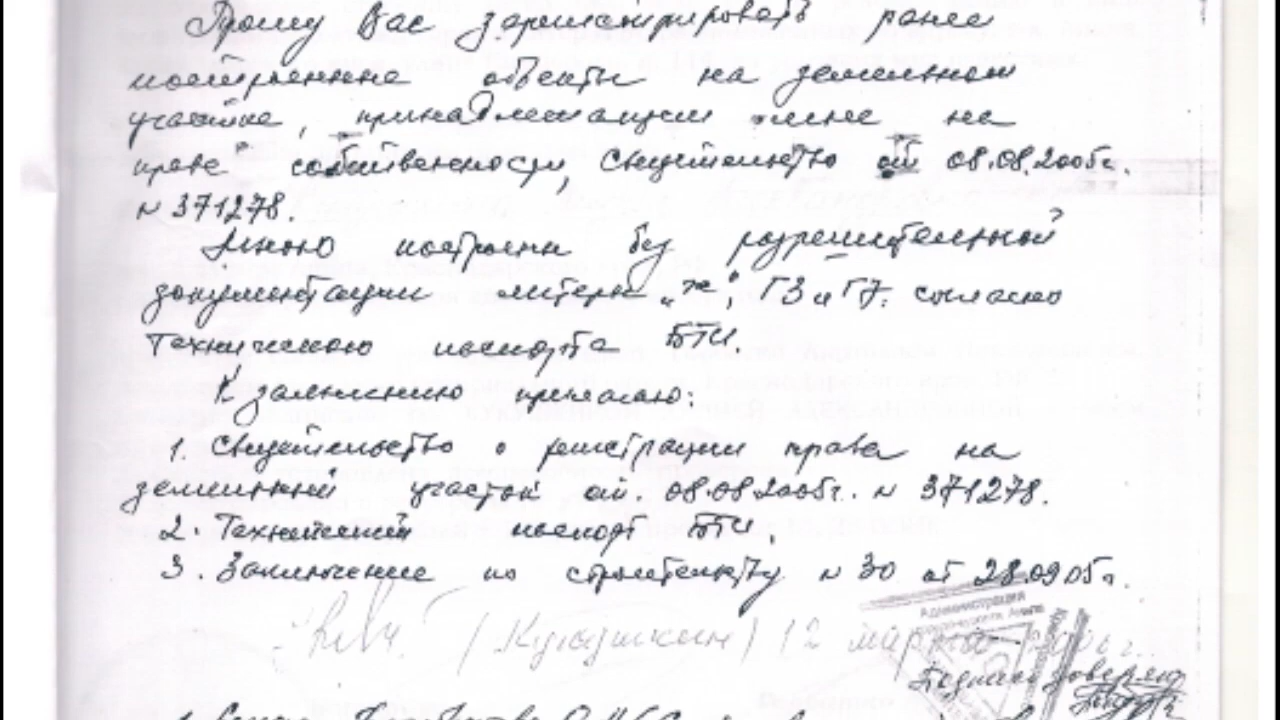 Прошу Вас зарегистрировать ранее
построенные объекты на земельном
участке, принадлежащем мне на
праве собственности, свидетельство от 08.08.2005г.
N 371278.
Мною построены без разрешительной
документации литеры „ж", Г3 и Г7. согласно
технического паспорта БТИ.
К заявлению прилагаю:
1. Свидетельство о регистрации права на
земельный участок от. 08.08.2005г. N 371278.
2. Технический паспорт БТИ.
3. Заключение по строительству N 30 от 28.09.05г.
Администрация
/Кукушкин/ 12 марта
Подпись доверяю